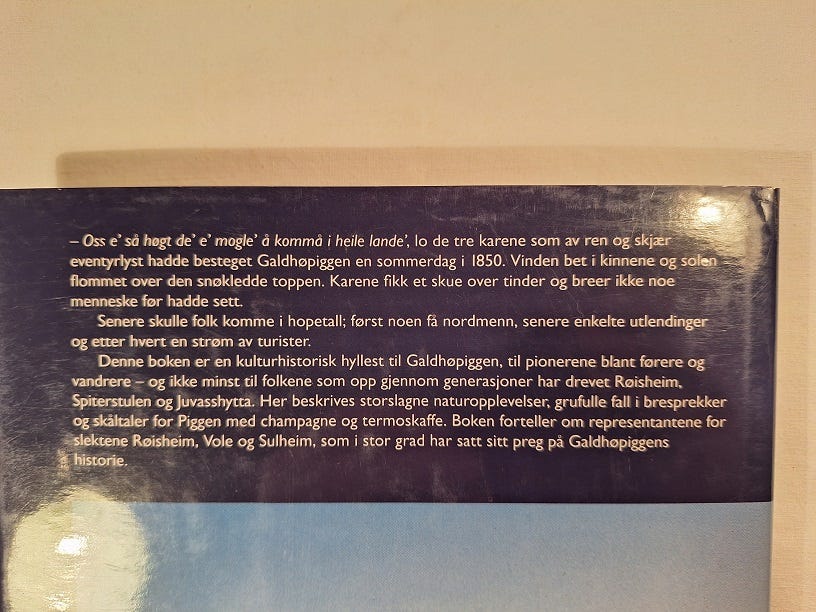 – Oss e’ så høgt de’ e’ mogle’ å kommå i heile lande’, lo de tre karene som av ren og skjær
eventyrlyst hadde besteget Galdhøpiggen en sommerdag i 1850. Vinden bet i kinnene og solen
flommet over den snøkledde toppen. Karene fikk et skue over tinder og breer ikke noe
menneske før hadde sett.
Senere skulle folk komme i hopetall; først noen få nordmenn, senere enkelte utlendinger
og etter hvert en strøm av turister.
Denne boken er en kulturhistorisk hyllest til Galdhøpiggen, til pionerene blant førere og
vandrere – og ikke minst til folkene som opp gjennom generasjoner har drevet Røisheim,
Spiterstulen og Juvasshytta. Her beskrives storslagne naturopplevelser, grufulle fall i bresprekker
og skåltaler for Piggen med champagne og termoskaffe. Boken forteller om representantene for
slektene Røisheim, Vole og Sulheim, som i stor grad har satt sitt preg på Galdhøpiggens
historie.